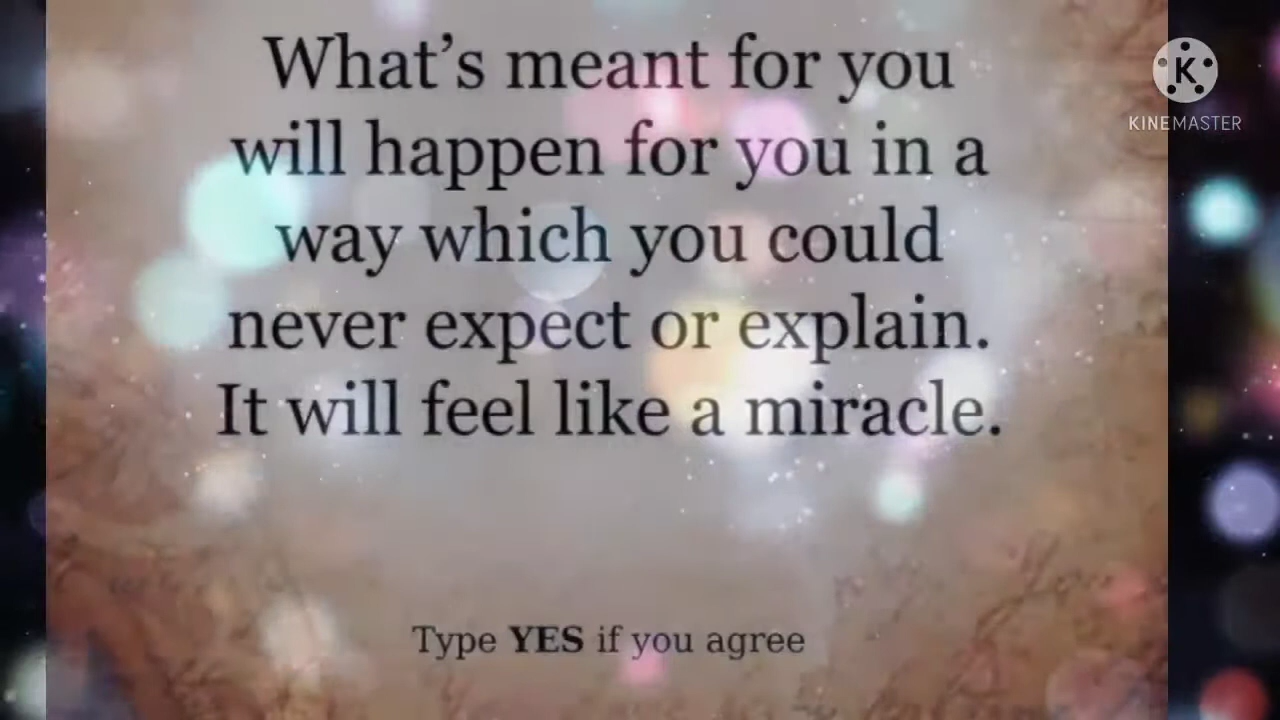 What's meant for you
will happen for you in a
way which you could
never expect or explain.
It will feel like a miracle.
Type YES if you agree
K
KINEMASTER